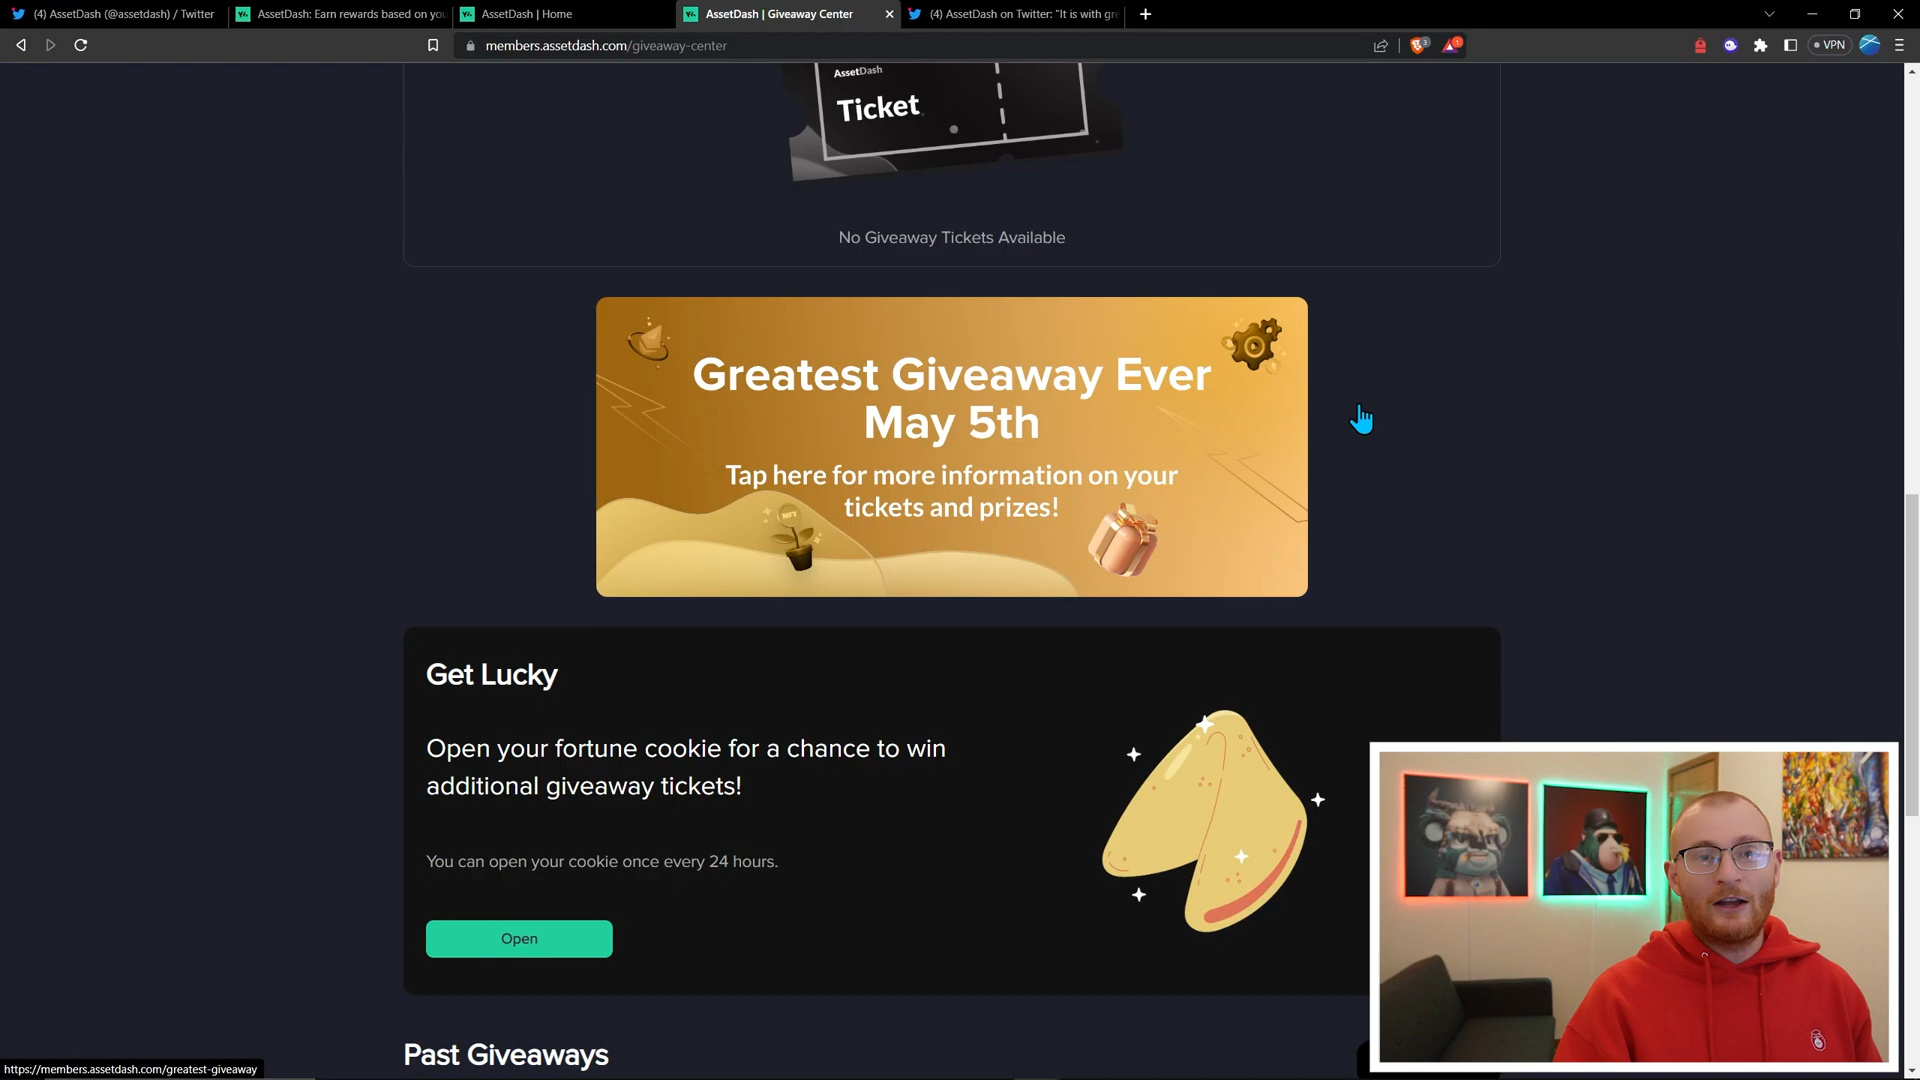 (4) AssetDash (@assetdash) / Twitter
AssetDash: Earn rewards based on you
AssetDash | Home
AssetDash | Giveaway Center
(4) AssetDash on Twitter: "It is with gre
members.assetdash.com/giveaway-center
3
1
VPN
AssetDash
Ticket
No Giveaway Tickets Available
Greatest Giveaway Ever
May 5th
Tap here for more information on your
tickets and prizes!
NFT
Get Lucky
Open your fortune cookie for a chance to win
additional giveaway tickets!
You can open your cookie once every 24 hours.
Open
Past Giveaways
https://members.assetdash.com/greatest-giveaway